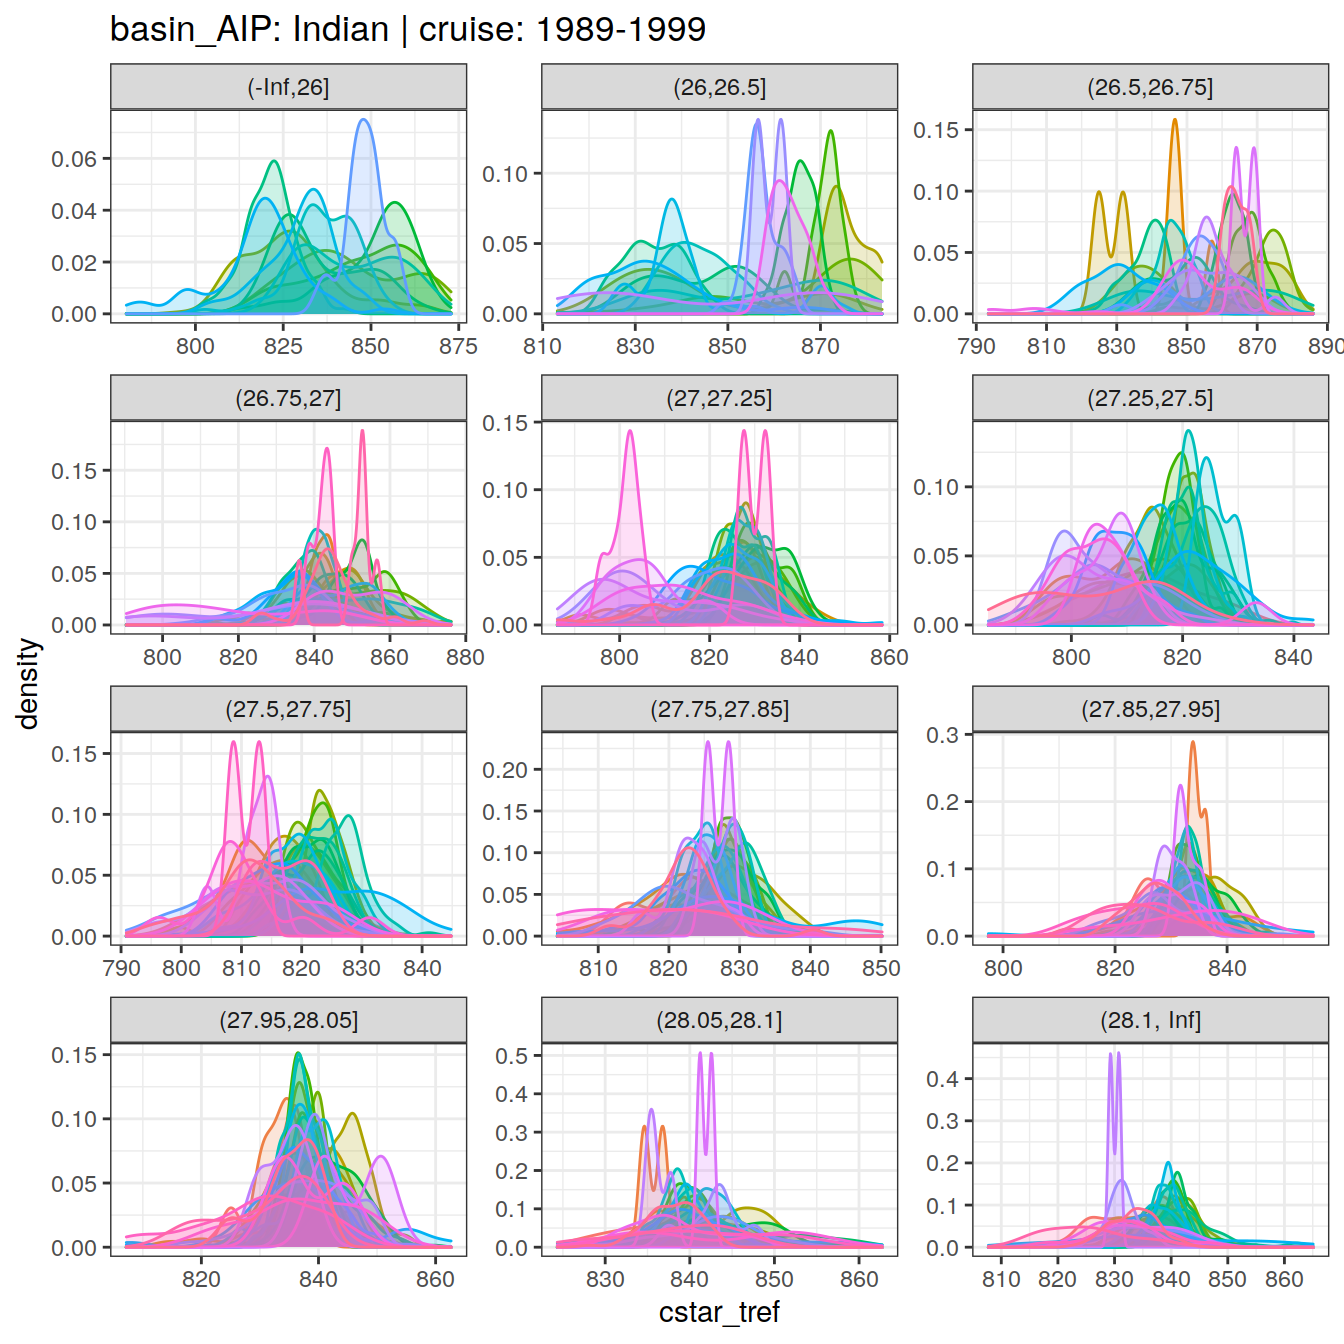 basin_AIP: Indian | cruise: 1989-1999
(-Inf,26] (26,26.5] (26.5,26.75]
0.06 0.04 0.02 0.00
0.10 0.05 0.00
0.15 0.10 0.05 0.00
800 825 850 875 810 830 850 870 790 810 830 850 870 890
(26.75,27] (27,27.25] (27.25,27.5]
0.15 0.10 0.05 0.00
0.15 0.10 0.05 0.00
0.10 0.05 0.00
800 820 840 860 880 800 820 840 860 800 820 840
density
(27.5,27.75] (27.75,27.85] (27.85,27.95]
0.15 0.10 0.05 0.00
0.20 0.15 0.10 0.05 0.00
0.3 0.2 0.1 0.0
790 800 810 820 830 840 810 820 830 840 850 800 820 840
(27.95,28.05] (28.05,28.1] (28.1, Inf]
0.15 0.10 0.05 0.00
0.5 0.4 0.3 0.2 0.1 0.0
0.4 0.3 0.2 0.1 0.0
820 840 860 830 840 850 860 810 820 830 840 850 860
cstar_tref